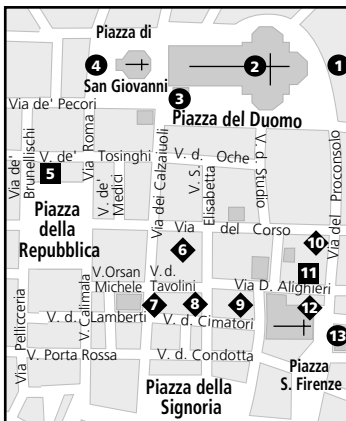 Piazza di
San Giovanni
4
2
1
3
Via de' Pecori
Piazza del Duomo
Via de'
Brunelleschi
Via Roma
V. de' Tosinghi
V. d. Oche
5
V. de'
Medici
Via dei Calzaiuoli
V. S.
Elisabetta
V. d. Studio
Via del Proconsolo
Piazza
della
Repubblica
Via del Corso
6
10
11
V.Orsan
Michele
V.d.
Tavolini
Via D. Alighieri
7
8
9
12
Via Pellicceria
V. Calimala
V. d. Lamberti
V. d. Cimatori
13
V. Porta Rossa
V. d. Condotta
Piazza
S. Firenze
Piazza della
Signoria